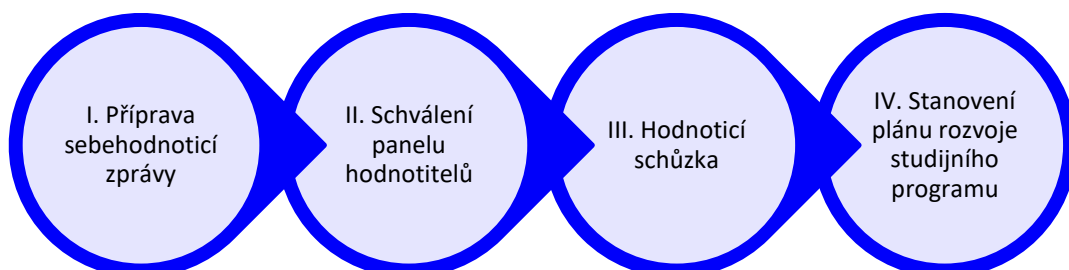 I. Příprava
sebehodnoticí
zprávy
II. Schválení
panelu
hodnotitelů
III. Hodnoticí
schůzka
IV. Stanovení
plánu rozvoje
studijního
programu